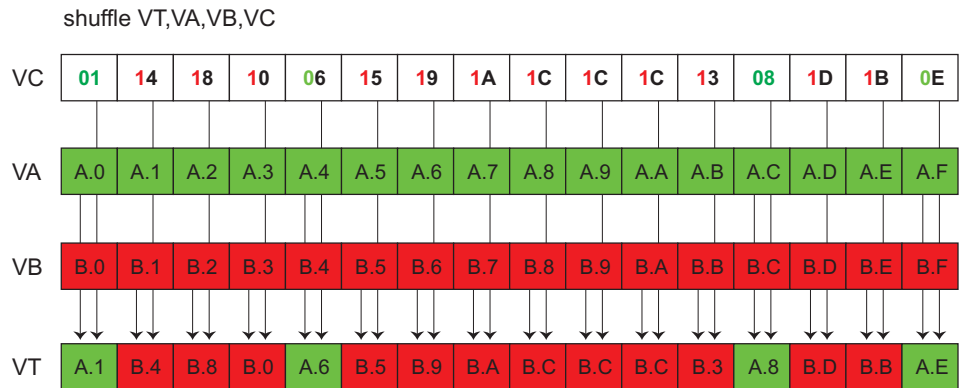 shuffle VT,VA,VB,VC
VC 01 14 18 10 06 15 19 1A 1C 1C 1C 13 08 1D 1B 0E
VA A.0 A.1 A.2 A.3 A.4 A.5 A.6 A.7 A.8 A.9 A.A A.B A.C A.D A.E A.F
VB B.0 B.1 B.2 B.3 B.4 B.5 B.6 B.7 B.8 B.9 B.A B.B B.C B.D B.E B.F
VT A.1 B.4 B.8 B.0 A.6 B.5 B.9 B.A B.C B.C B.C B.3 A.8 B.D B.B A.E